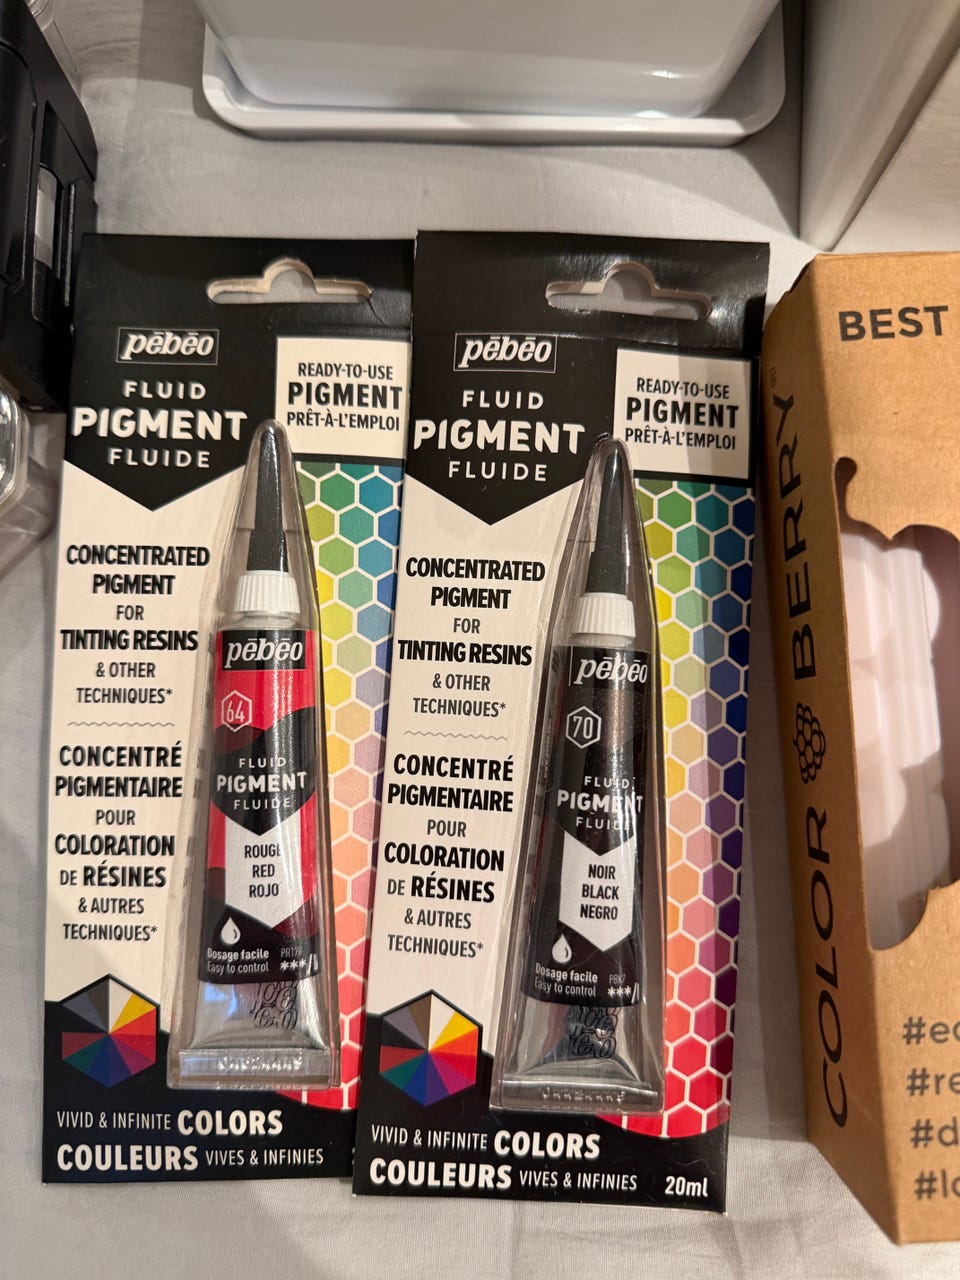 pēbēo
FLUID
PIGMENT
FLUIDE
READY-TO-USE
PIGMENT
PRÊT-À-L'EMPLOI
CONCENTRATED
PIGMENT
FOR
TINTING RESINS
& OTHER
TECHNIQUES*
CONCENTRÉ
PIGMENTAIRE
POUR
COLORATION
DE RÉSINES
& AUTRES
TECHNIQUES*
pēbēo
64
FLUID
PIGMENT
FLUIDE
ROUGE
RED
ROJO
Dosage facile
Easy to control
***/
VIVID & INFINITE COLORS
COULEURS VIVES & INFINIES
pēbēo
FLUID
PIGMENT
FLUIDE
READY-TO-USE
PIGMENT
PRÊT-À-L'EMPLOI
CONCENTRATED
PIGMENT
FOR
TINTING RESINS
& OTHER
TECHNIQUES*
CONCENTRÉ
PIGMENTAIRE
POUR
COLORATION
DE RÉSINES
& AUTRES
TECHNIQUES*
pēbēo
70
FLUID
PIGMENT
FLUIDE
NOIR
BLACK
NEGRO
Dosage facile
Easy to control
PBK7
***/
VIVID & INFINITE COLORS
COULEURS VIVES & INFINIES
20ml
COLOR BERRY®
BEST